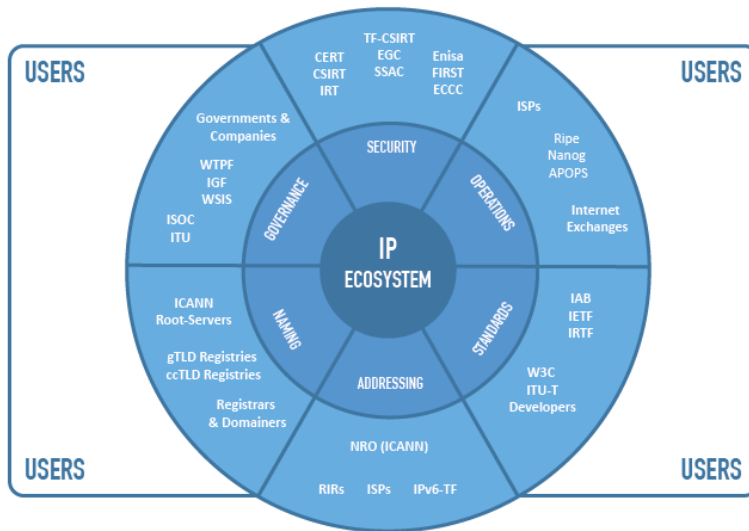 USERS
USERS
CERT
CSIRT
IRT
TF-CSIRT
EGC
SSAC
Enisa
FIRST
ECCC
Governments &
Companies
WTPF
IGF
WSIS
ISOC
ITU
ISPs
Ripe
Nanog
APOPS
Internet
Exchanges
SECURITY
GOVERNANCE
OPERATIONS
IP
ECOSYSTEM
NAMING
STANDARDS
ADDRESSING
ICANN
Root-Servers
gTLD Registries
ccTLD Registries
Registrars
& Domainers
IAB
IETF
IRTF
W3C
ITU-T
Developers
NRO (ICANN)
RIRs ISPs IPv6-TF
USERS
USERS